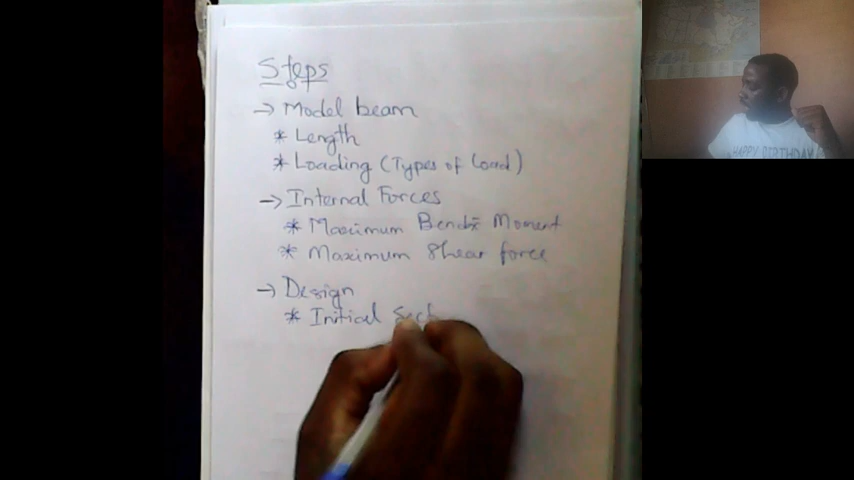 Steps
→ Model beam
* Length
* Loading (Types of Load)
→ Internal Forces
* Maximum Bending Moment
* Maximum Shear force
→ Design
* Initial Sect
HAPPY BIRTHDAY